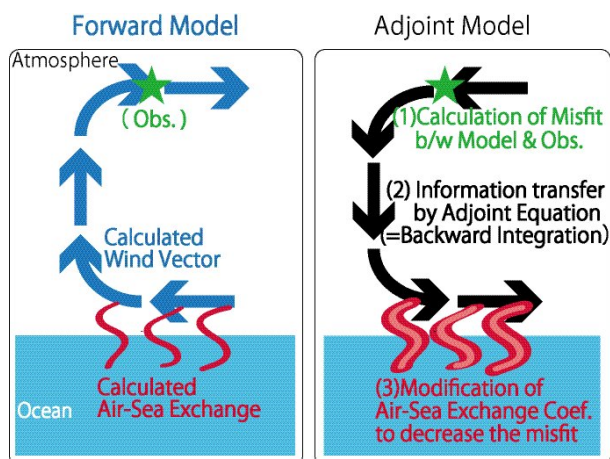 Forward Model
Atmosphere
( Obs. )
Calculated
Wind Vector
Calculated
Air-Sea Exchange
Ocean
Adjoint Model
(1)Calculation of Misfit
b/w Model & Obs.
(2) Information transfer
by Adjoint Equation
(=Backward Integration)
(3)Modification of
Air-Sea Exchange Coef.
to decrease the misfit